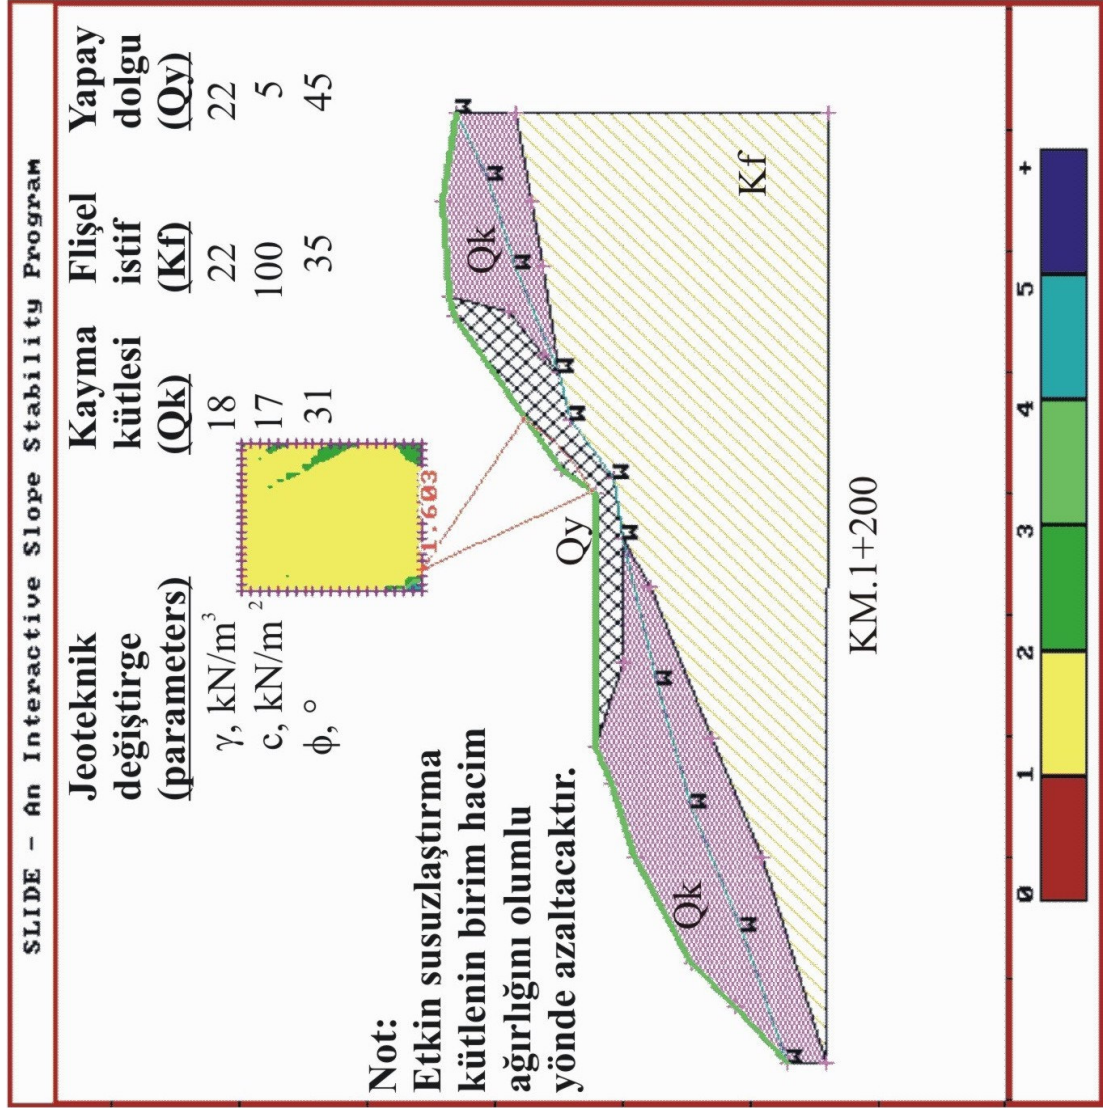 SLIDE - An Interactive Slope Stability Program
Jeoteknik Kayma Flişel Yapay
değiştirge kütlesi istif dolgu
(parameters) (Qk) (Kf) (Qy)
γ, kN/m³ 18 22 22
c, kN/m² 17 100 5
ϕ, ° 31 35 45
1.603
Not:
Etkin susuzlaştırma
kütlenin birim hacim
ağırlığını olumlu
yönde azaltacaktır.
Qk
Qy
Qk
Kf
W
W
W
W
W
W
W
W
W
W
W
KM.1+200
0 1 2 3 4 5 +